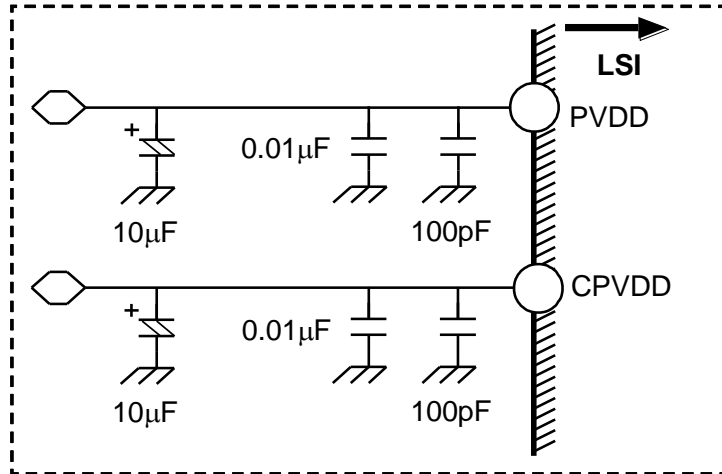 LSI
+
0.01μF
PVDD
10μF
100pF
CPVDD
+
0.01μF
10μF
100pF